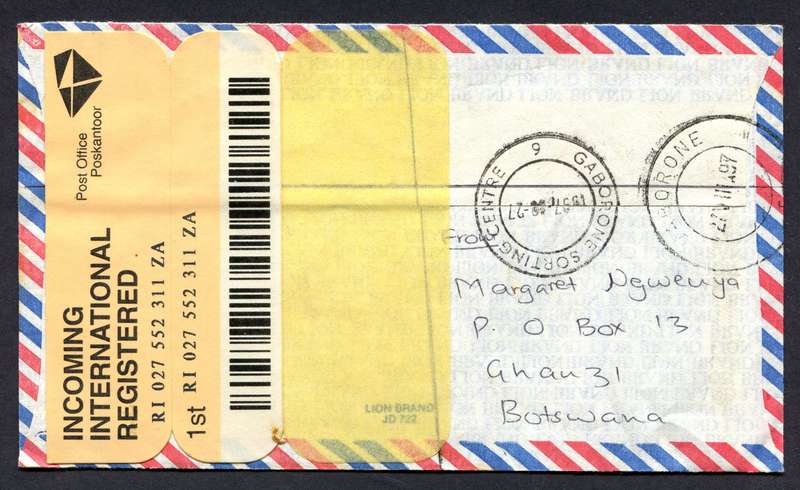 Post Office
Poskantoor
INCOMING
INTERNATIONAL
REGISTERED
RI 027 552 311 ZA
1st RI 027 552 311 ZA
LION BRAND
JD 722
GABORONE SORTING CENTRE
9
GABORONE
From
Margaret Ngwenya
P. O Box 13
Ghanzi
Botswana